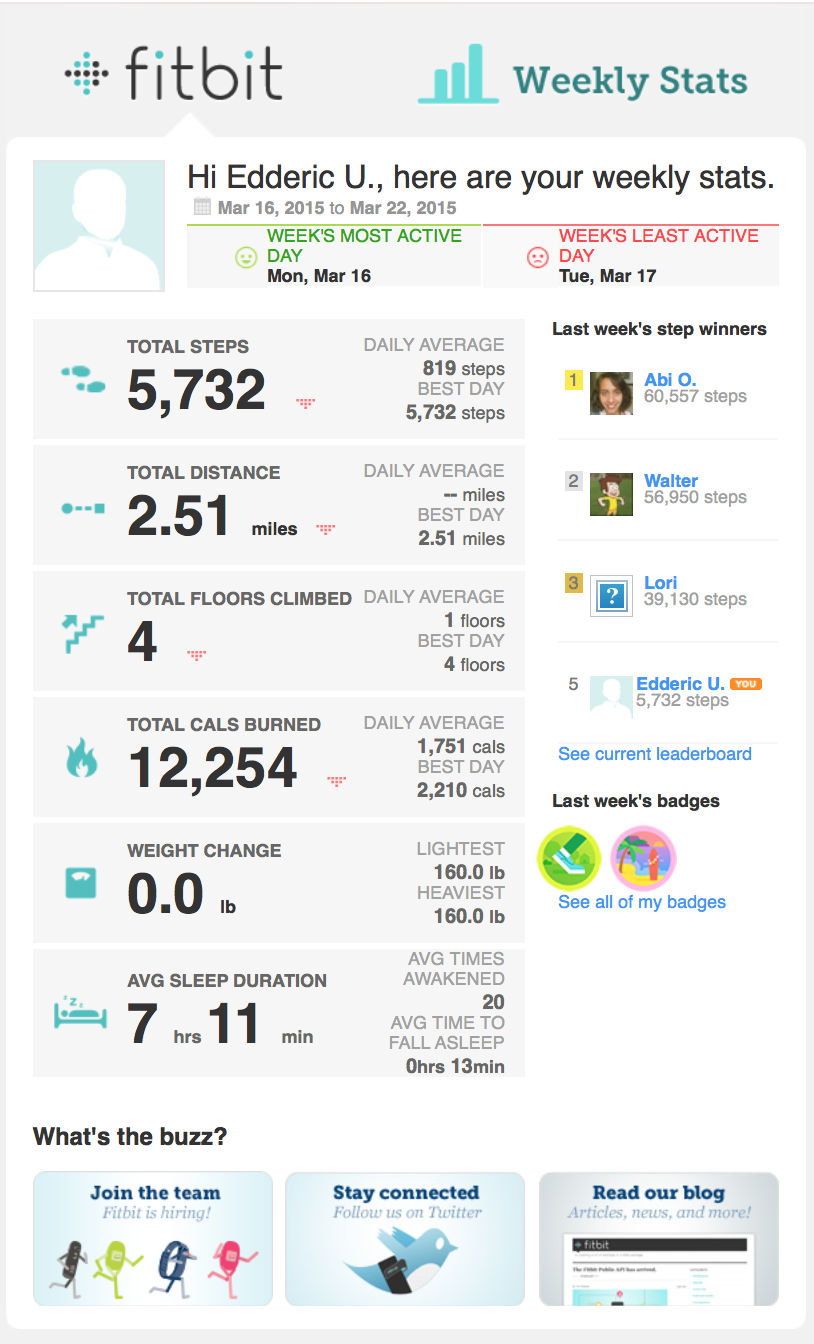 fitbit
Weekly Stats
Hi Edderic U., here are your weekly stats.
Mar 16, 2015 to Mar 22, 2015
WEEK'S MOST ACTIVE
DAY
Mon, Mar 16
WEEK'S LEAST ACTIVE
DAY
Tue, Mar 17
TOTAL STEPS
5,732
DAILY AVERAGE
819 steps
BEST DAY
5,732 steps
TOTAL DISTANCE
2.51 miles
DAILY AVERAGE
-- miles
BEST DAY
2.51 miles
TOTAL FLOORS CLIMBED
4
DAILY AVERAGE
1 floors
BEST DAY
4 floors
TOTAL CALS BURNED
12,254
DAILY AVERAGE
1,751 cals
BEST DAY
2,210 cals
WEIGHT CHANGE
0.0 lb
LIGHTEST
160.0 lb
HEAVIEST
160.0 lb
AVG SLEEP DURATION
7 hrs 11 min
AVG TIMES
AWAKENED
20
AVG TIME TO
FALL ASLEEP
0hrs 13min
Last week's step winners
1
Abi O.
60,557 steps
2
Walter
56,950 steps
3
?
Lori
39,130 steps
5
Edderic U. YOU
5,732 steps
See current leaderboard
Last week's badges
See all of my badges
What's the buzz?
Join the team
Fitbit is hiring!
Stay connected
Follow us on Twitter
Read our blog
Articles, news, and more!
fitbit
The Fitbit Public API has arrived.